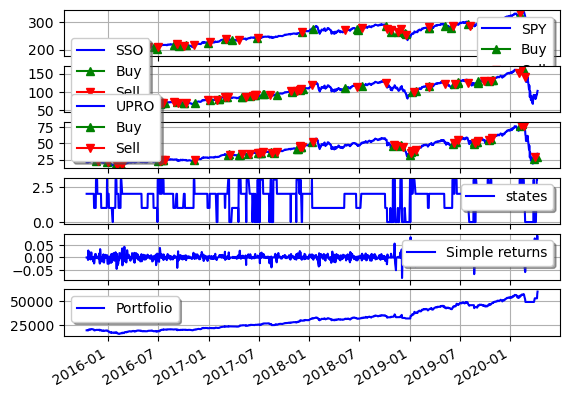 300
200
SPY
Buy
Sell
SSO
Buy
Sell
150
100
50
UPRO
Buy
Sell
75
50
25
2.5
0.0
states
0.05
0.00
−0.05
Simple returns
50000
25000
Portfolio
2016-01
2016-07
2017-01
2017-07
2018-01
2018-07
2019-01
2019-07
2020-01